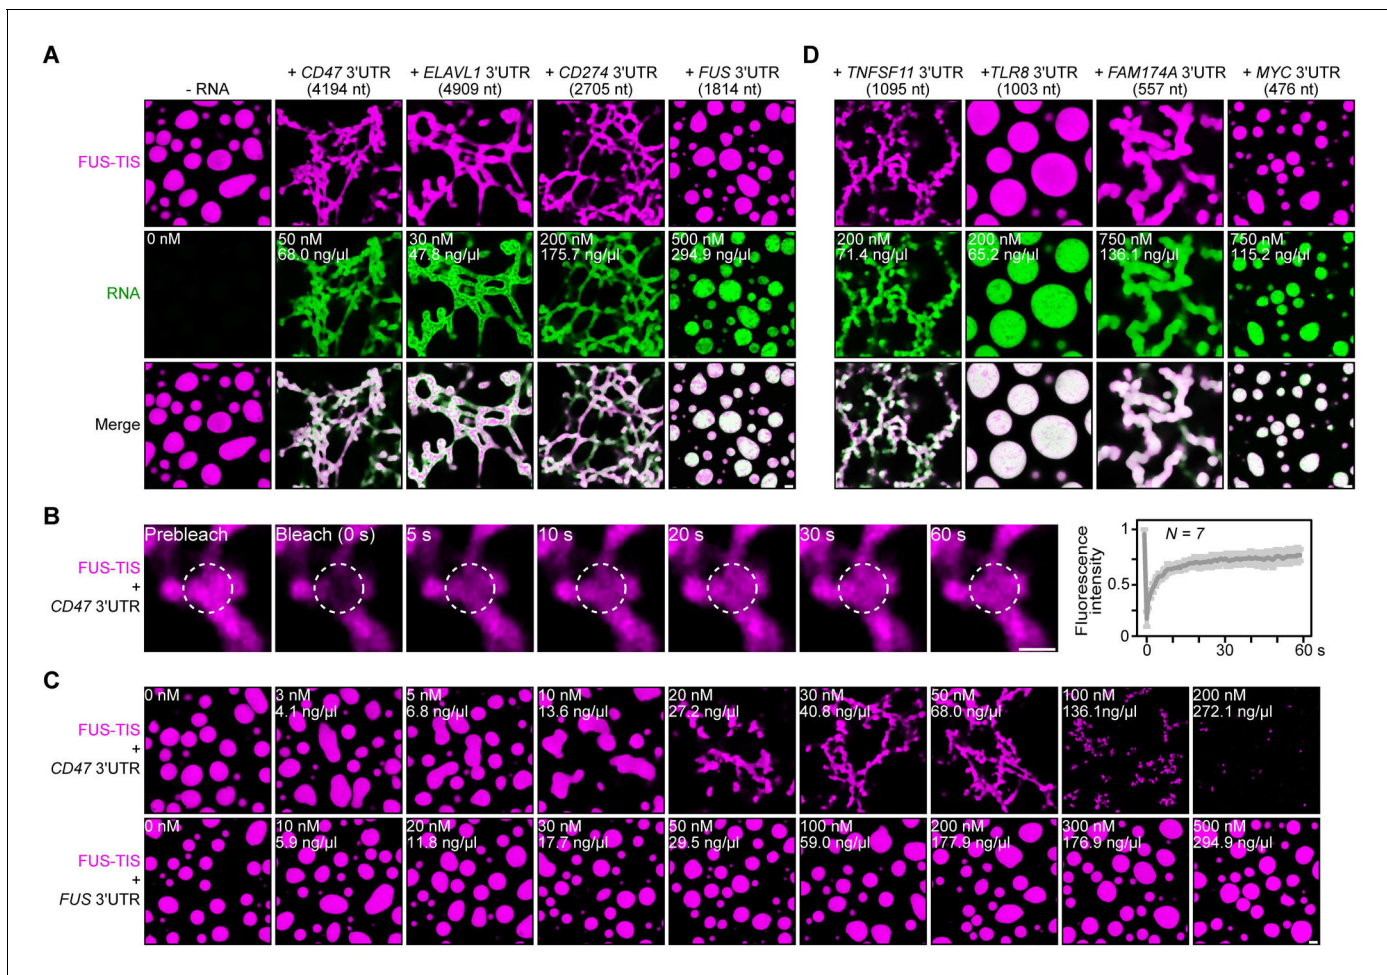 A
D
- RNA
+ CD47 3'UTR
(4194 nt)
+ ELAVL1 3'UTR
(4909 nt)
+ CD274 3'UTR
(2705 nt)
+ FUS 3'UTR
(1814 nt)
+ TNFSF11 3'UTR
(1095 nt)
+TLR8 3'UTR
(1003 nt)
+ FAM174A 3'UTR
(557 nt)
+ MYC 3'UTR
(476 nt)
FUS-TIS
RNA
0 nM
50 nM
68.0 ng/µl
30 nM
47.8 ng/µl
200 nM
175.7 ng/µl
500 nM
294.9 ng/µl
200 nM
71.4 ng/µl
200 nM
65.2 ng/µl
750 nM
136.1 ng/µl
750 nM
115.2 ng/µl
Merge
B
FUS-TIS
+
CD47 3'UTR
Prebleach
Bleach (0 s)
5 s
10 s
20 s
30 s
60 s
Fluorescence
intensity
1
0.5
0
N = 7
0
30
60 s
C
FUS-TIS
+
CD47 3'UTR
0 nM
3 nM
4.1 ng/µl
5 nM
6.8 ng/µl
10 nM
13.6 ng/µl
20 nM
27.2 ng/µl
30 nM
40.8 ng/µl
50 nM
68.0 ng/µl
100 nM
136.1ng/µl
200 nM
272.1 ng/µl
FUS-TIS
+
FUS 3'UTR
0 nM
10 nM
5.9 ng/µl
20 nM
11.8 ng/µl
30 nM
17.7 ng/µl
50 nM
29.5 ng/µl
100 nM
59.0 ng/µl
200 nM
177.9 ng/µl
300 nM
176.9 ng/µl
500 nM
294.9 ng/µl